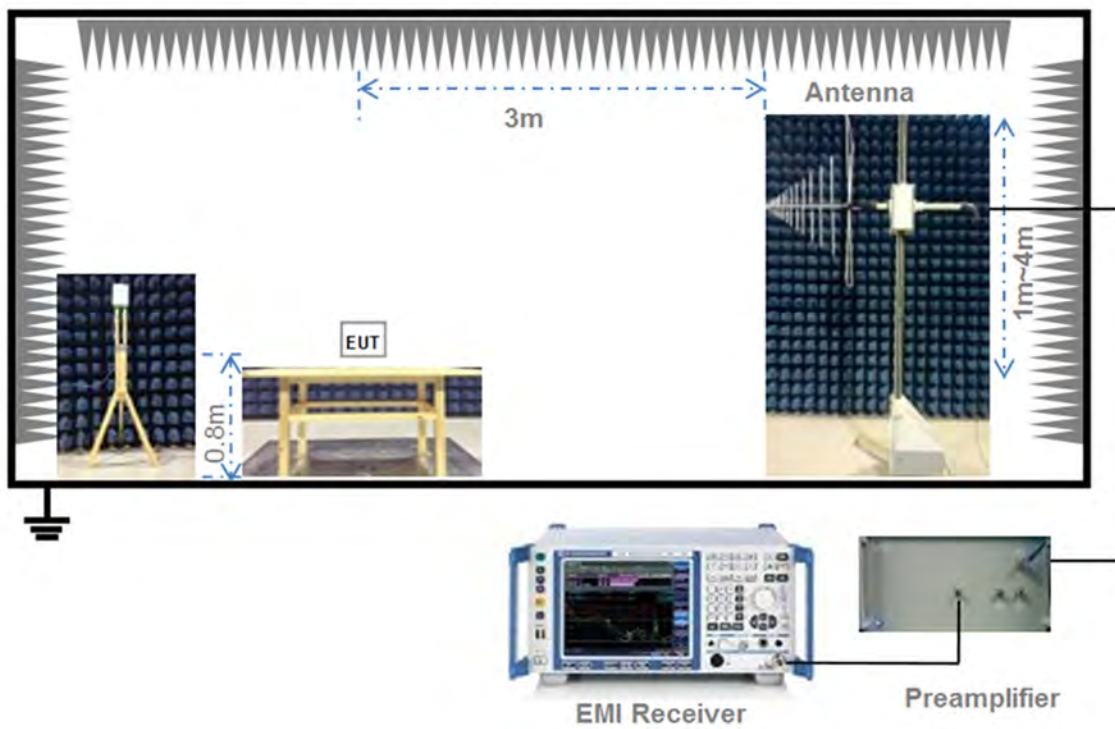 Antenna
3m
1m~4m
EUT
0.8m
EMI Receiver
Preamplifier